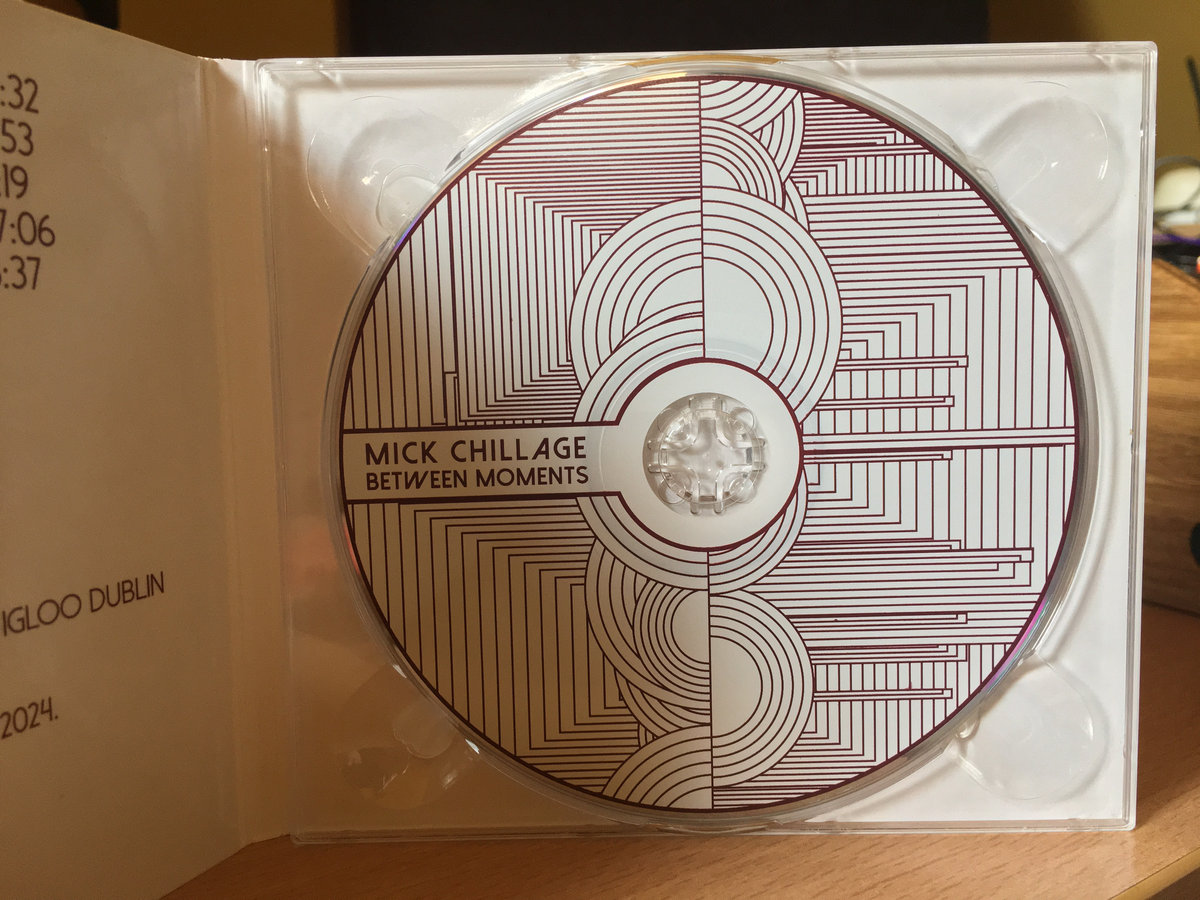 :32
53
:19
7:06
:37
IGLOO DUBLIN
2024.
MICK CHILLAGE
BETWEEN MOMENTS